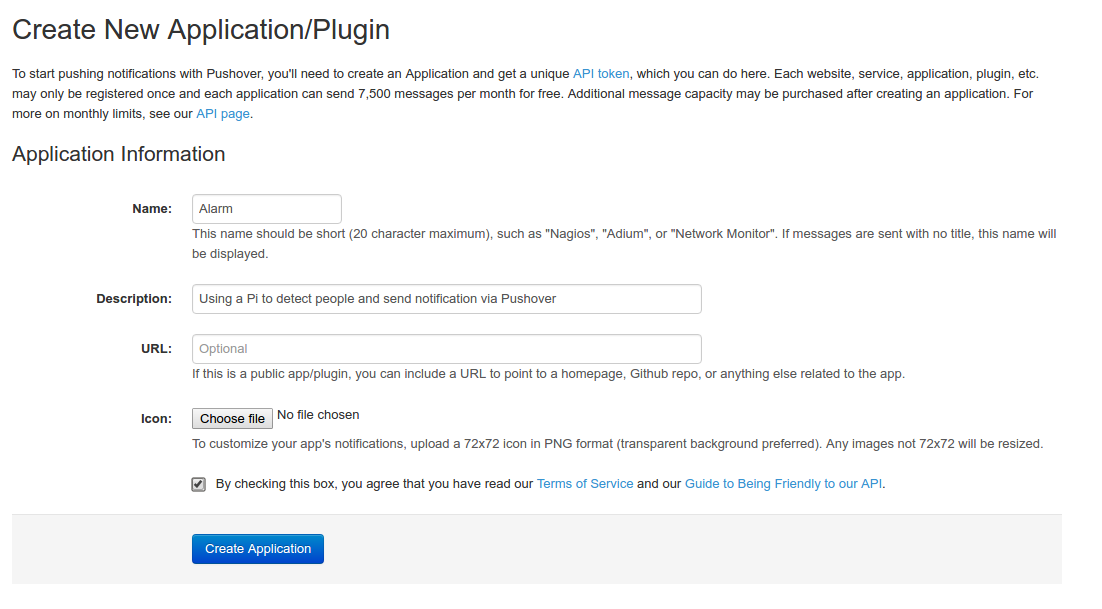 Create New Application/Plugin
To start pushing notifications with Pushover, you'll need to create an Application and get a unique API token, which you can do here. Each website, service, application, plugin, etc.
may only be registered once and each application can send 7,500 messages per month for free. Additional message capacity may be purchased after creating an application. For
more on monthly limits, see our API page.
Application Information
Name: Alarm
This name should be short (20 character maximum), such as "Nagios", "Adium", or "Network Monitor". If messages are sent with no title, this name will
be displayed.
Description: Using a Pi to detect people and send notification via Pushover
URL: Optional
If this is a public app/plugin, you can include a URL to point to a homepage, Github repo, or anything else related to the app.
Icon: Choose file No file chosen
To customize your app's notifications, upload a 72x72 icon in PNG format (transparent background preferred). Any images not 72x72 will be resized.
By checking this box, you agree that you have read our Terms of Service and our Guide to Being Friendly to our API.
Create Application